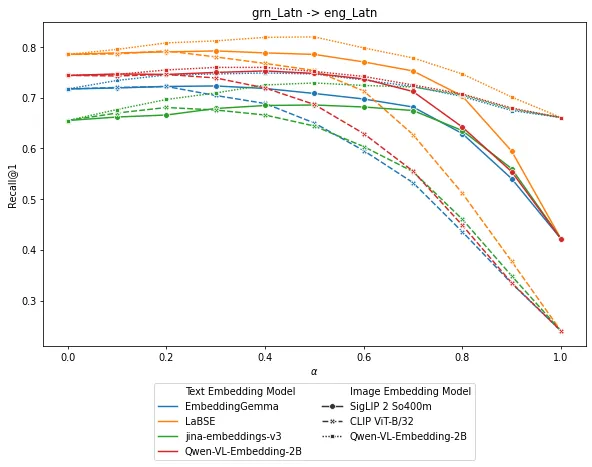 grn_Latn -> eng_Latn
Recall@1
0.8
0.7
0.6
0.5
0.4
0.3
0.0 0.2 0.4 0.6 0.8 1.0
α
Text Embedding Model
EmbeddingGemma
LaBSE
jina-embeddings-v3
Qwen-VL-Embedding-2B
Image Embedding Model
SigLIP 2 So400m
CLIP ViT-B/32
Qwen-VL-Embedding-2B